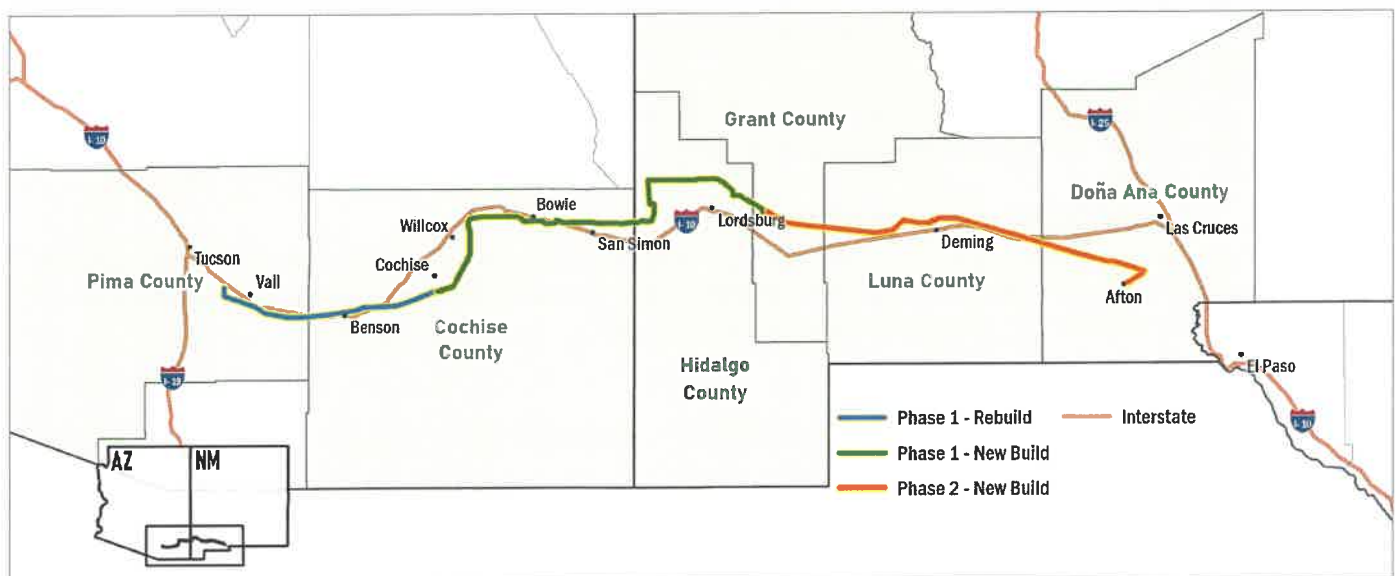 I-10
Grant County
I-25
Doña Ana County
Bowie
Willcox
Lordsburg
I-10
Las Cruces
San Simon
Deming
Tucson
Cochise
Pima County
Vail
Luna County
Afton
Benson
Cochise
County
El Paso
Hidalgo
County
I-19
Phase 1 - Rebuild
Interstate
I-10
Phase 1 - New Build
AZ
NM
Phase 2 - New Build